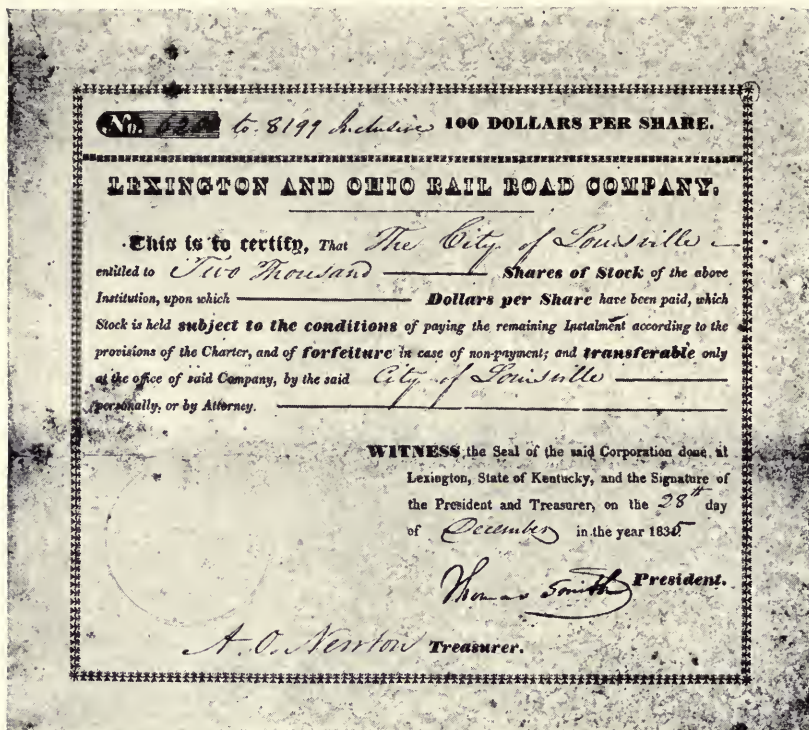 No. to 8199 Inclusive 100 DOLLARS PER SHARE.
LEXINGTON AND OHIO RAIL ROAD COMPANY.
This is to certify, That The City of Louisville
entitled to Two Thousand Shares of Stock of the above
Institution, upon which Dollars per Share have been paid, which
Stock is held subject to the conditions of paying the remaining Instalment according to the
provisions of the Charter, and of forfeiture in case of non-payment; and transferable only
at the office of said Company, by the said City of Louisville
personally, or by Attorney.
WITNESS the Seal of the said Corporation done at
Lexington, State of Kentucky, and the Signature of
the President and Treasurer, on the 28th day
of December in the year 1835
Thomas Smith President.
A. O. Newton Treasurer.